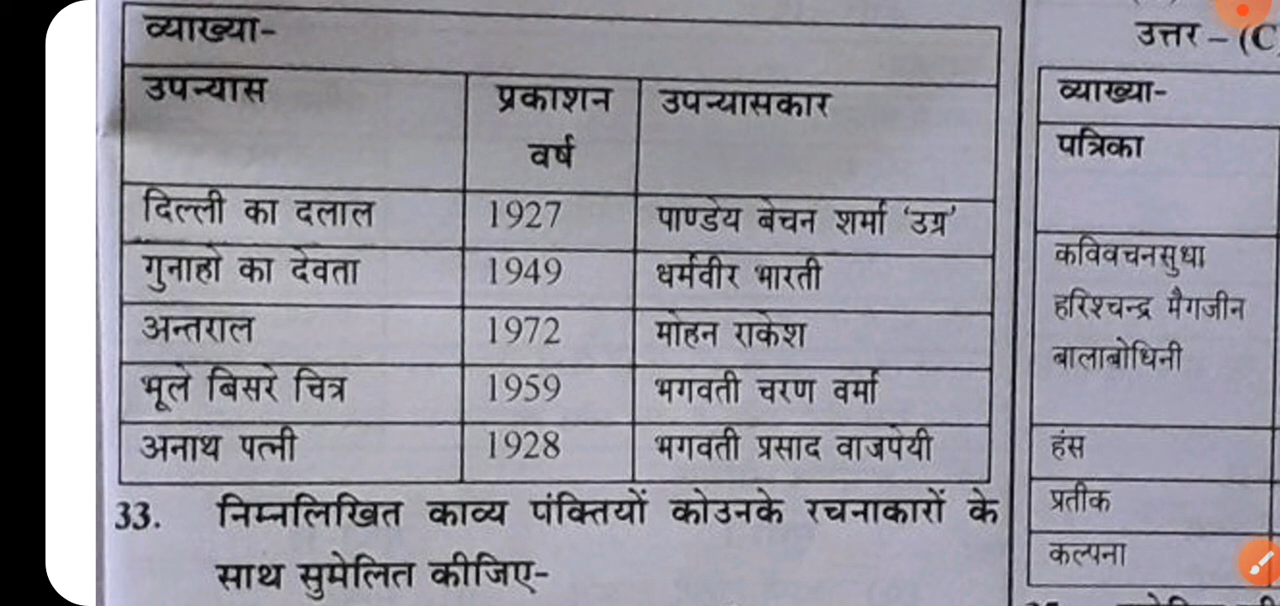 व्याख्या-
उपन्यास प्रकाशन वर्ष उपन्यासकार
दिल्ली का दलाल 1927 पाण्डेय बेचन शर्मा ‘उग्र’
गुनाहो का देवता 1949 धर्मवीर भारती
अन्तराल 1972 मोहन राकेश
भूले बिसरे चित्र 1959 भगवती चरण वर्मा
अनाथ पत्नी 1928 भगवती प्रसाद वाजपेयी
33. निम्नलिखित काव्य पंक्तियों कोउनके रचनाकारों के
साथ सुमेलित कीजिए-
उत्तर – (C
व्याख्या-
पत्रिका
कविवचनसुधा
हरिश्चन्द्र मैगजीन
बालाबोधिनी
हंस
प्रतीक
कल्पना